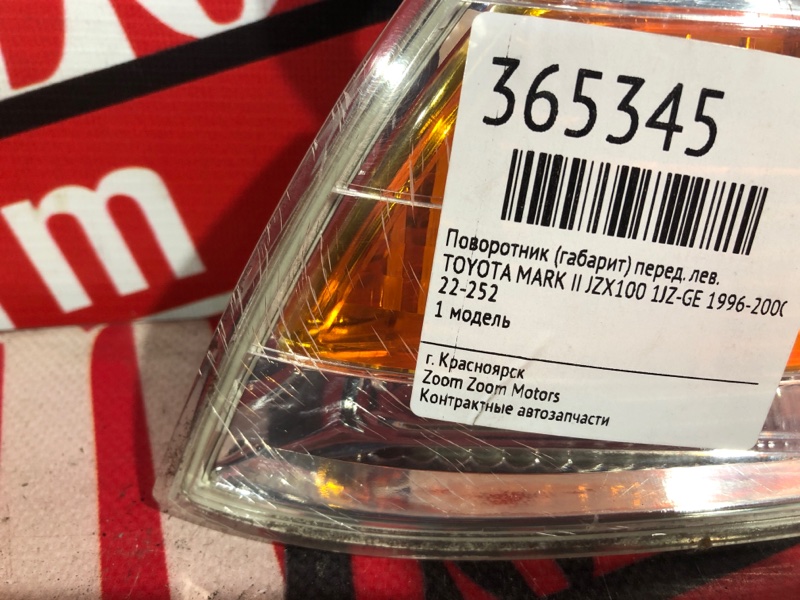 365345
Поворотник (габарит) перед. лев.
TOYOTA MARK II JZX100 1JZ-GE 1996-2000
22-252
1 модель
г. Красноярск
Zoom Zoom Motors
Контрактные автозапчасти